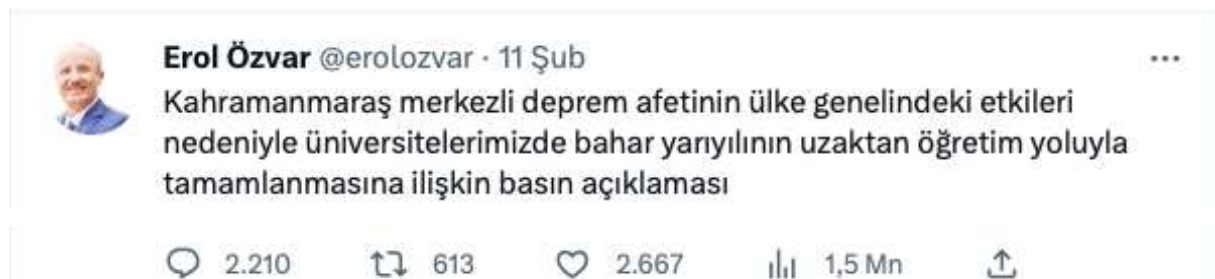 Erol Özvar @erolozvar · 11 Şub
Kahramanmaraş merkezli deprem afetinin ülke genelindeki etkileri
nedeniyle üniversitelerimizde bahar yarıyılının uzaktan öğretim yoluyla
tamamlanmasına ilişkin basın açıklaması
2.210 613 2.667 1,5 Mn